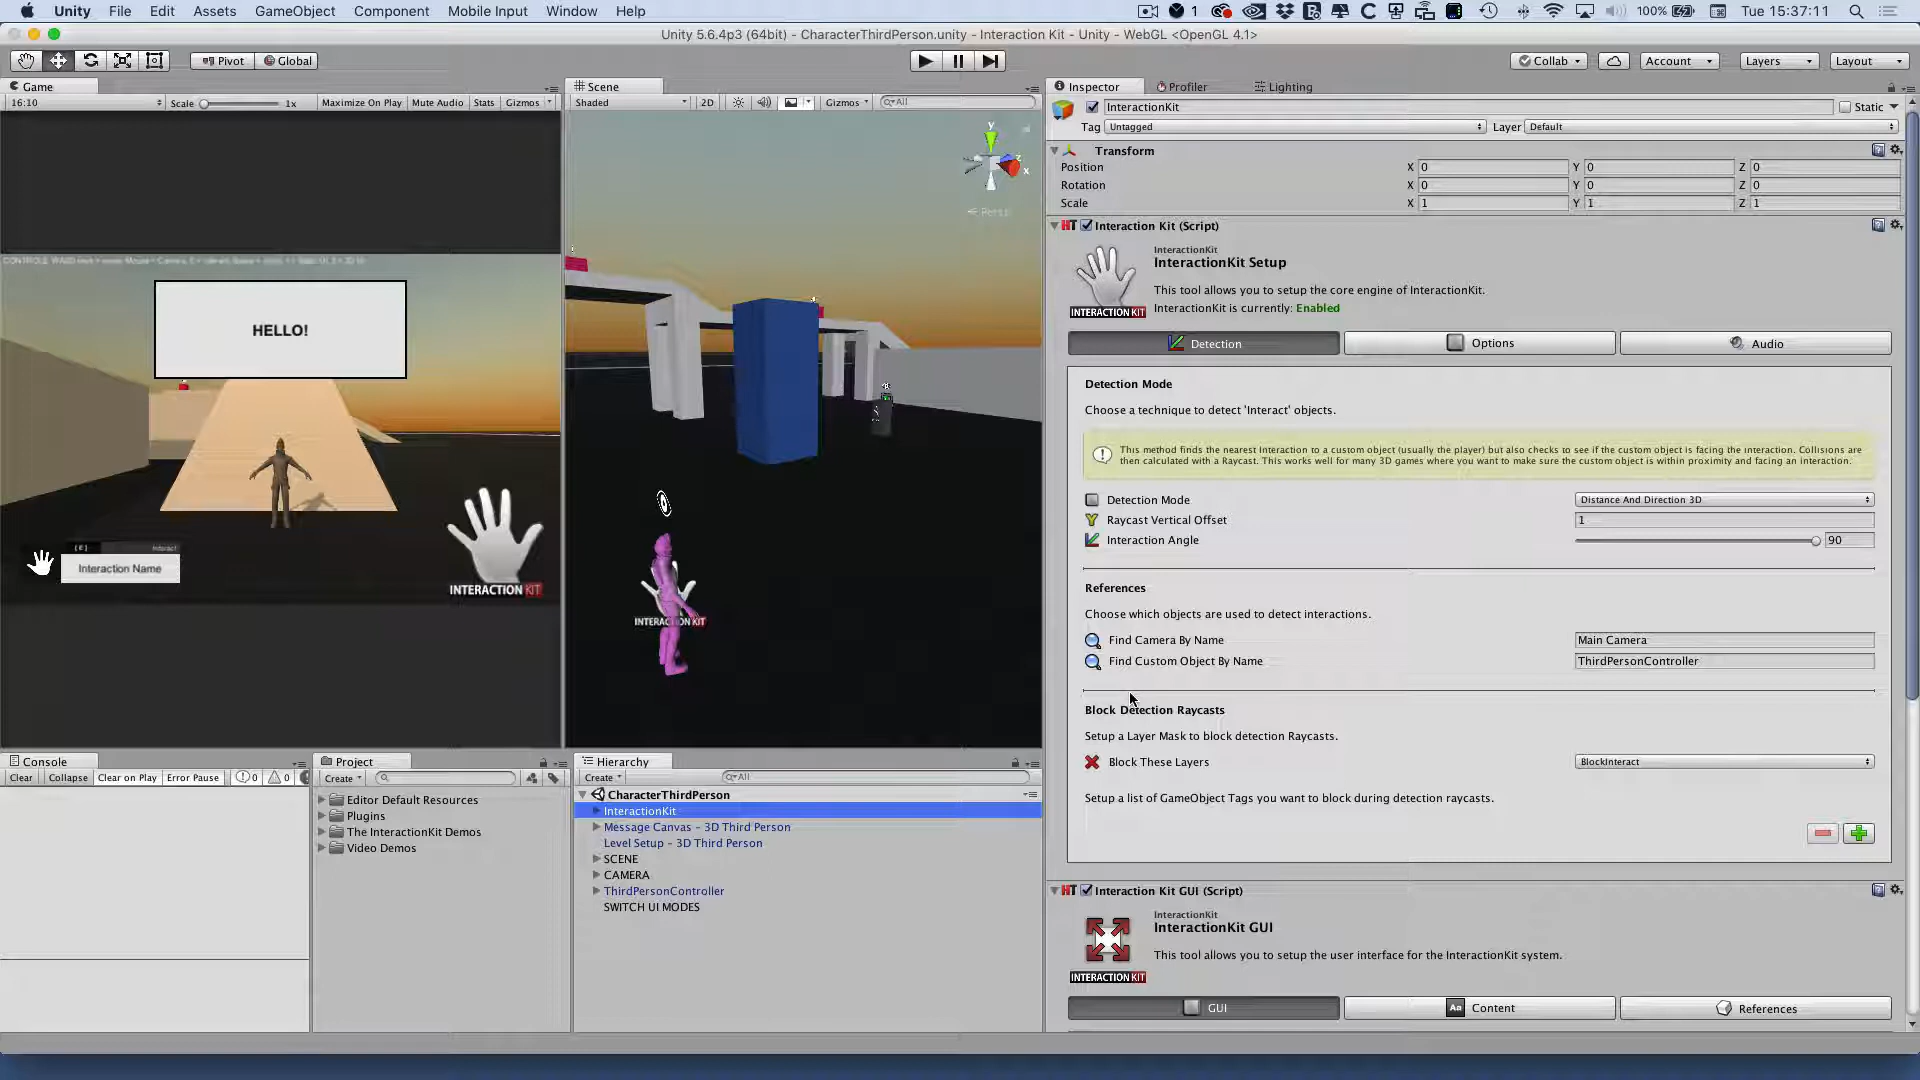 Unity File Edit Assets GameObject Component Mobile Input Window Help
1 100% Tue 15:37:11
Unity 5.6.4p3 (64bit) - CharacterThirdPerson.unity - Interaction Kit - Unity - WebGL <OpenGL 4.1>
Pivot Global Collab Account Layers Layout
Game
16:10 Scale 1x Maximize On Play Mute Audio Stats Gizmos
HELLO!
[E] Interact
Interaction Name
INTERACTION KIT
Scene
Shaded 2D Gizmos All
y
z
x
Persp
INTERACTION KIT
Console
Clear Collapse Clear on Play Error Pause 0 0
Project
Create
Editor Default Resources
Plugins
The InteractionKit Demos
Video Demos
Hierarchy
Create All
CharacterThirdPerson
InteractionKit
Message Canvas - 3D Third Person
Level Setup - 3D Third Person
SCENE
CAMERA
ThirdPersonController
SWITCH UI MODES
Inspector Profiler Lighting
InteractionKit Static
Tag Untagged Layer Default
Transform
Position X 0 Y 0 Z 0
Rotation X 0 Y 0 Z 0
Scale X 1 Y 1 Z 1
Interaction Kit (Script)
InteractionKit
InteractionKit Setup
This tool allows you to setup the core engine of InteractionKit.
InteractionKit is currently: Enabled
INTERACTION KIT
Detection Options Audio
Detection Mode
Choose a technique to detect 'Interact' objects.
This method finds the nearest Interaction to a custom object (usually the player) but also checks to see if the custom object is facing the interaction. Collisions are
then calculated with a Raycast. This works well for many 3D games where you want to make sure the custom object is within proximity and facing an interaction.
Detection Mode Distance And Direction 3D
Raycast Vertical Offset 1
Interaction Angle 90
References
Choose which objects are used to detect interactions.
Find Camera By Name Main Camera
Find Custom Object By Name ThirdPersonController
Block Detection Raycasts
Setup a Layer Mask to block detection Raycasts.
Block These Layers BlockInteract
Setup a list of GameObject Tags you want to block during detection raycasts.
Interaction Kit GUI (Script)
InteractionKit
InteractionKit GUI
This tool allows you to setup the user interface for the InteractionKit system.
INTERACTION KIT
GUI Aa Content References